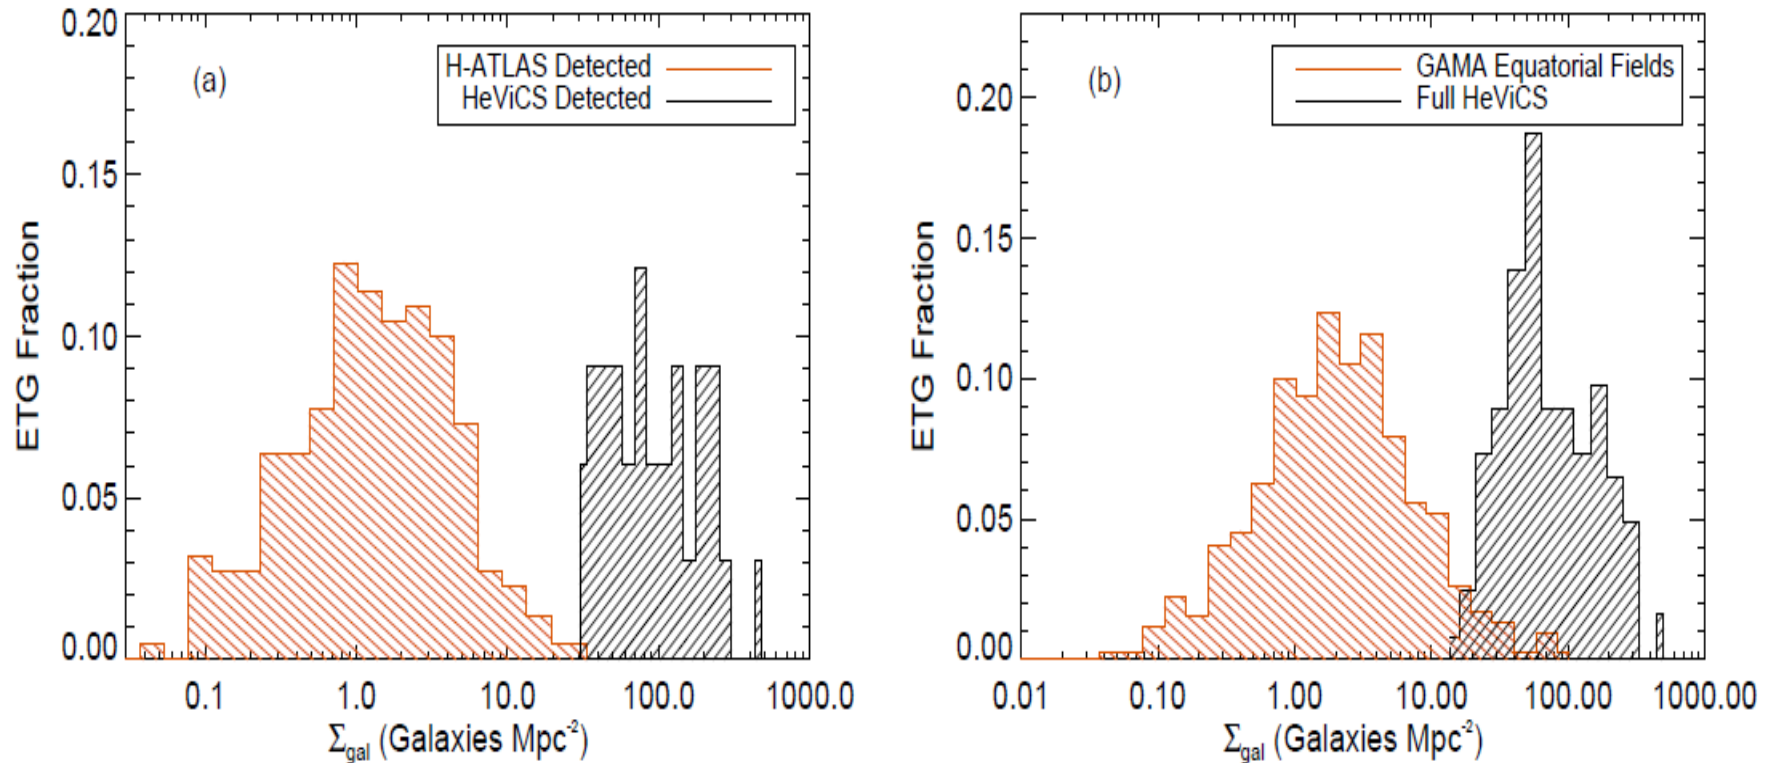 (a)
H-ATLAS Detected
HeViCS Detected
0.20
0.15
0.10
0.05
0.00
ETG Fraction
0.1 1.0 10.0 100.0 1000.0
Σgal (Galaxies Mpc-2)
(b)
GAMA Equatorial Fields
Full HeViCS
0.20
0.15
0.10
0.05
0.00
ETG Fraction
0.01 0.10 1.00 10.00 100.00 1000.00
Σgal (Galaxies Mpc-2)